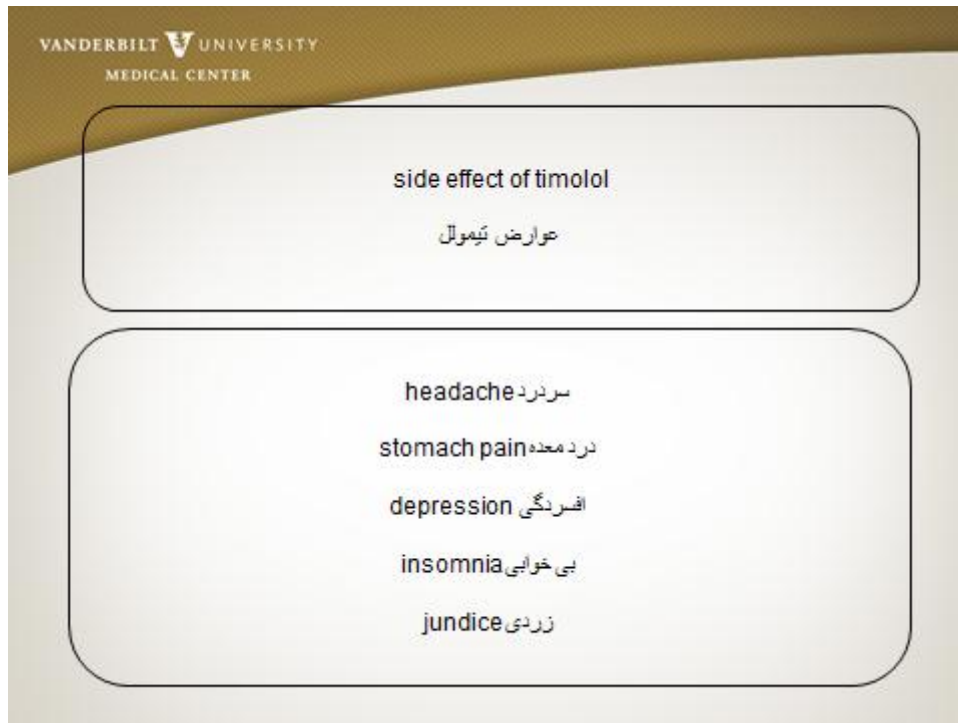 VANDERBILT UNIVERSITY
MEDICAL CENTER
side effect of timolol
عوارض تیمولل
headache سردرد
stomach pain درد معده
depression افسردگی
insomnia بی خوابی
jundice زردی